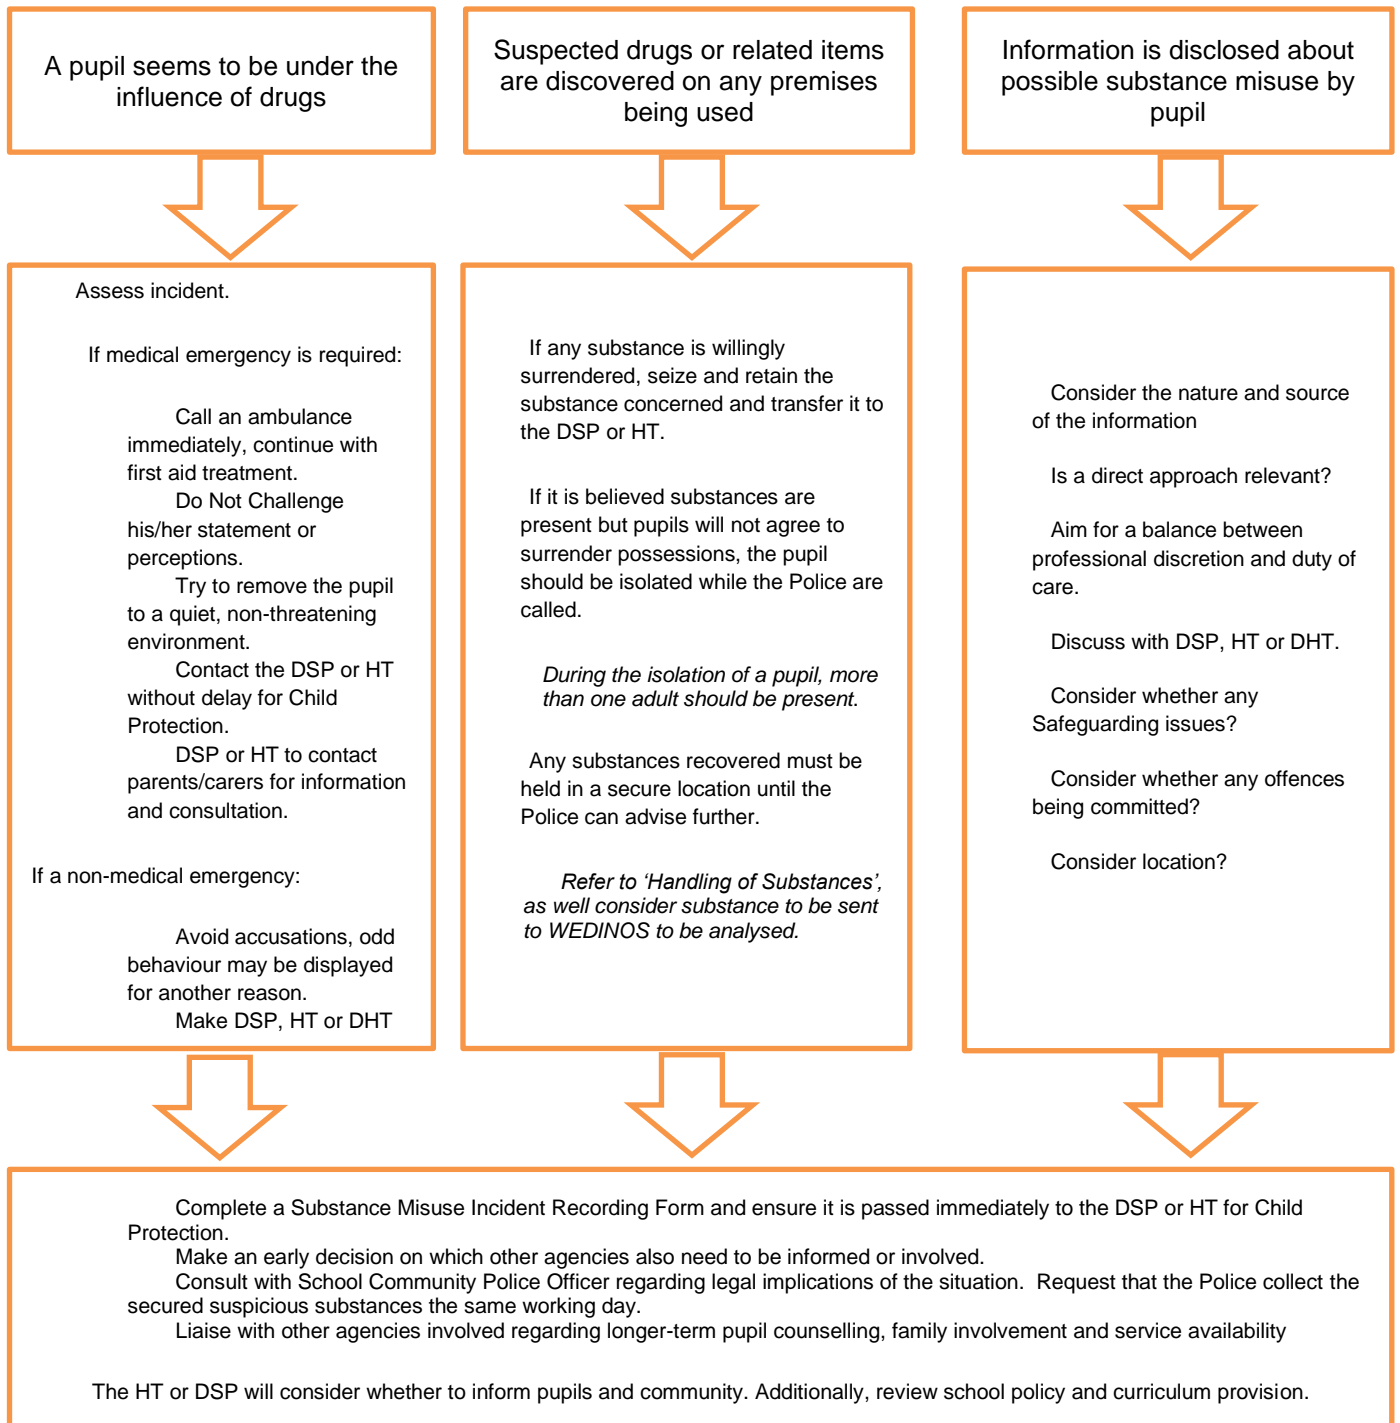 A pupil seems to be under the
influence of drugs
Suspected drugs or related items
are discovered on any premises
being used
Information is disclosed about
possible substance misuse by
pupil
Assess incident.
If medical emergency is required:
Call an ambulance
immediately, continue with
first aid treatment.
Do Not Challenge
his/her statement or
perceptions.
Try to remove the pupil
to a quiet, non-threatening
environment.
Contact the DSP or HT
without delay for Child
Protection.
DSP or HT to contact
parents/carers for information
and consultation.
If a non-medical emergency:
Avoid accusations, odd
behaviour may be displayed
for another reason.
Make DSP, HT or DHT
If any substance is willingly
surrendered, seize and retain the
substance concerned and transfer it to
the DSP or HT.
If it is believed substances are
present but pupils will not agree to
surrender possessions, the pupil
should be isolated while the Police are
called.
During the isolation of a pupil, more
than one adult should be present.
Any substances recovered must be
held in a secure location until the
Police can advise further.
Refer to ‘Handling of Substances’,
as well consider substance to be sent
to WEDINOS to be analysed.
Consider the nature and source
of the information
Is a direct approach relevant?
Aim for a balance between
professional discretion and duty of
care.
Discuss with DSP, HT or DHT.
Consider whether any
Safeguarding issues?
Consider whether any offences
being committed?
Consider location?
Complete a Substance Misuse Incident Recording Form and ensure it is passed immediately to the DSP or HT for Child
Protection.
Make an early decision on which other agencies also need to be informed or involved.
Consult with School Community Police Officer regarding legal implications of the situation.  Request that the Police collect the
secured suspicious substances the same working day.
Liaise with other agencies involved regarding longer-term pupil counselling, family involvement and service availability
The HT or DSP will consider whether to inform pupils and community. Additionally, review school policy and curriculum provision.